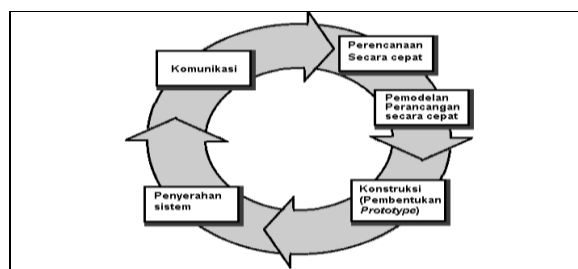 Komunikasi
Perencanaan
Secara cepat
Pemodelan
Perancangan
secara cepat
Konstruksi
(Pembentukan
Prototype)
Penyerahan
sistem